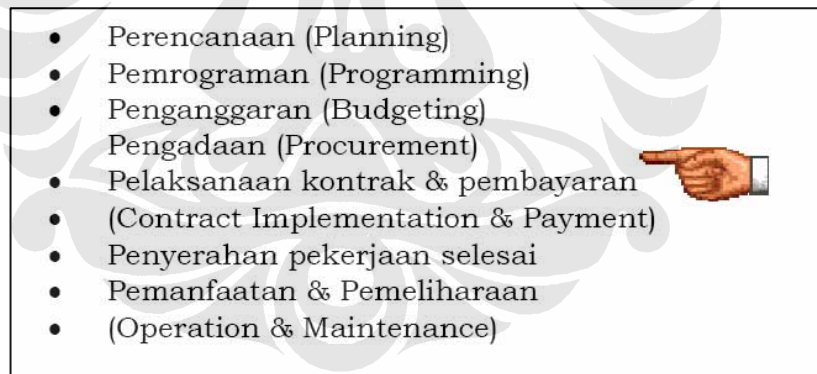 • Perencanaan (Planning)
• Pemrograman (Programming)
• Penganggaran (Budgeting)
Pengadaan (Procurement)
• Pelaksanaan kontrak & pembayaran
• (Contract Implementation & Payment)
• Penyerahan pekerjaan selesai
• Pemanfaatan & Pemeliharaan
• (Operation & Maintenance)